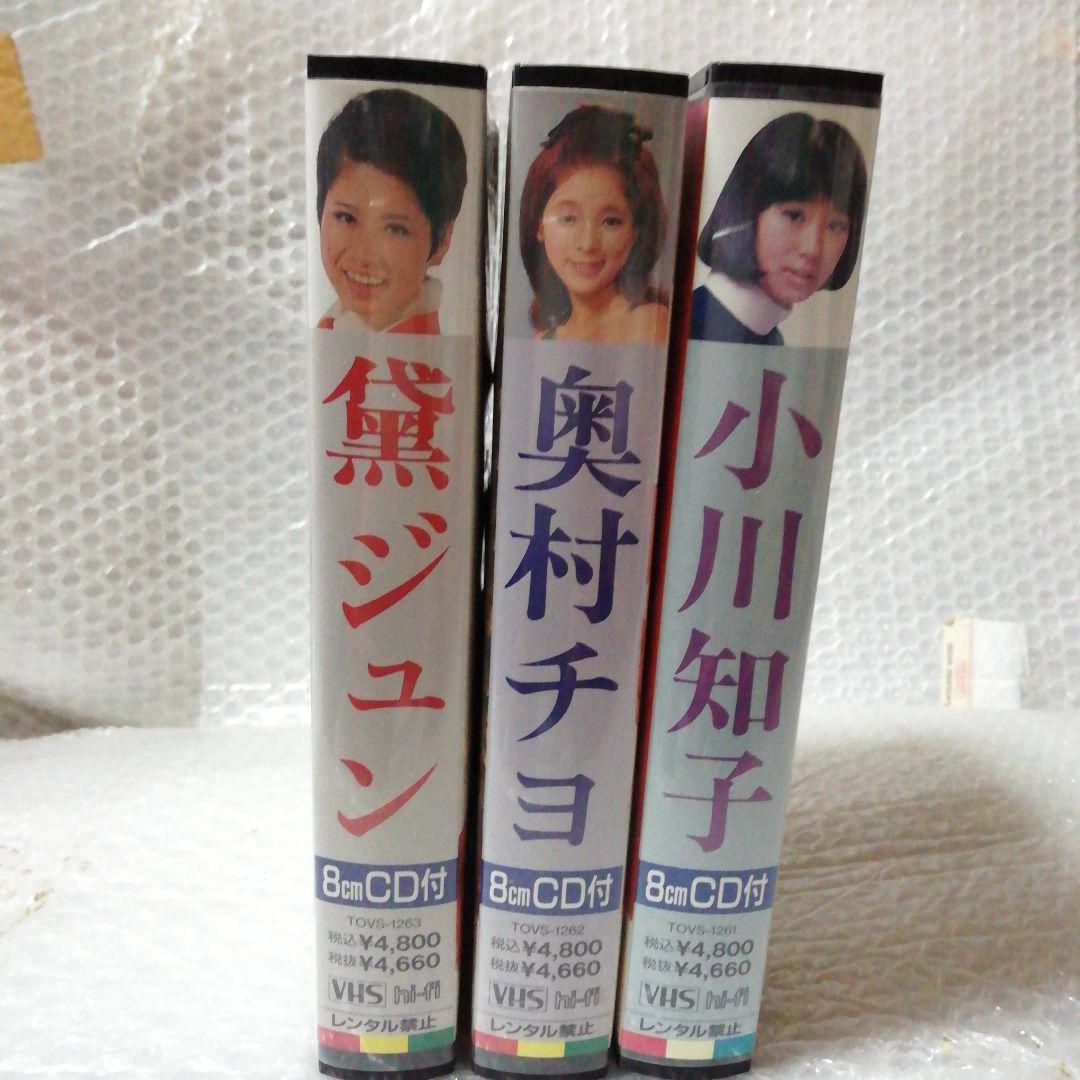 黛ジュン
8cmCD付
TOVS-1263
税込¥4,800
税抜¥4,660
VHS hi-fi
レンタル禁止
奥村チヨ
8cmCD付
TOVS-1262
税込¥4,800
税抜¥4,660
VHS hi-fi
レンタル禁止
小川知子
8cmCD付
TOVS-1261
税込¥4,800
税抜¥4,660
VHS hi-fi
レンタル禁止